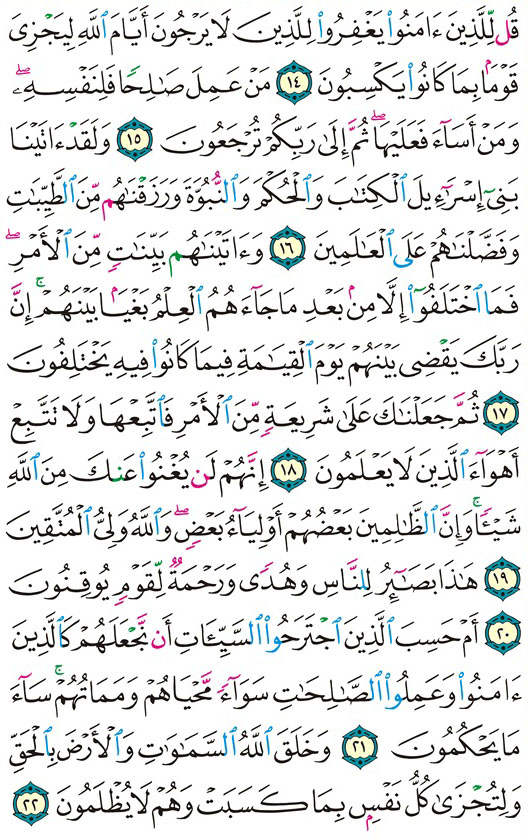 قُل لِّلَّذِينَ ءَامَنُوا۟ يَغْفِرُوا۟ لِلَّذِينَ لَا يَرْجُونَ أَيَّامَ ٱللَّهِ لِيَجْزِىَ
قَوْمًۢا بِمَا كَانُوا۟ يَكْسِبُونَ ١٤ مَنْ عَمِلَ صَـٰلِحًا فَلِنَفْسِهِۦ ۖ
وَمَنْ أَسَآءَ فَعَلَيْهَا ۖ ثُمَّ إِلَىٰ رَبِّكُمْ تُرْجَعُونَ ١٥ وَلَقَدْ ءَاتَيْنَا
بَنِىٓ إِسْرَٰٓءِيلَ ٱلْكِتَـٰبَ وَٱلْحُكْمَ وَٱلنُّبُوَّةَ وَرَزَقْنَـٰهُم مِّنَ ٱلطَّيِّبَـٰتِ
وَفَضَّلْنَـٰهُمْ عَلَى ٱلْعَـٰلَمِينَ ١٦ وَءَاتَيْنَـٰهُم بَيِّنَـٰتٍ مِّنَ ٱلْأَمْرِ ۖ
فَمَا ٱخْتَلَفُوٓا۟ إِلَّا مِنۢ بَعْدِ مَا جَآءَهُمُ ٱلْعِلْمُ بَغْيًۢا بَيْنَهُمْ ۚ إِنَّ
رَبَّكَ يَقْضِى بَيْنَهُمْ يَوْمَ ٱلْقِيَـٰمَةِ فِيمَا كَانُوا۟ فِيهِ يَخْتَلِفُونَ
١٧ ثُمَّ جَعَلْنَـٰكَ عَلَىٰ شَرِيعَةٍ مِّنَ ٱلْأَمْرِ فَٱتَّبِعْهَا وَلَا تَتَّبِعْ
أَهْوَآءَ ٱلَّذِينَ لَا يَعْلَمُونَ ١٨ إِنَّهُمْ لَن يُغْنُوا۟ عَنكَ مِنَ ٱللَّهِ
شَيْـًٔا ۚ وَإِنَّ ٱلظَّـٰلِمِينَ بَعْضُهُمْ أَوْلِيَآءُ بَعْضٍ ۖ وَٱللَّهُ وَلِىُّ ٱلْمُتَّقِينَ
١٩ هَـٰذَا بَصَـٰٓئِرُ لِلنَّاسِ وَهُدًى وَرَحْمَةٌ لِّقَوْمٍ يُوقِنُونَ
٢٠ أَمْ حَسِبَ ٱلَّذِينَ ٱجْتَرَحُوا۟ ٱلسَّيِّـَٔاتِ أَن نَّجْعَلَهُمْ كَٱلَّذِينَ
ءَامَنُوا۟ وَعَمِلُوا۟ ٱلصَّـٰلِحَـٰتِ سَوَآءً مَّحْيَاهُمْ وَمَمَاتُهُمْ ۚ سَآءَ
مَا يَحْكُمُونَ ٢١ وَخَلَقَ ٱللَّهُ ٱلسَّمَـٰوَٰتِ وَٱلْأَرْضَ بِٱلْحَقِّ
وَلِتُجْزَىٰ كُلُّ نَفْسٍۭ بِمَا كَسَبَتْ وَهُمْ لَا يُظْلَمُونَ ٢٢